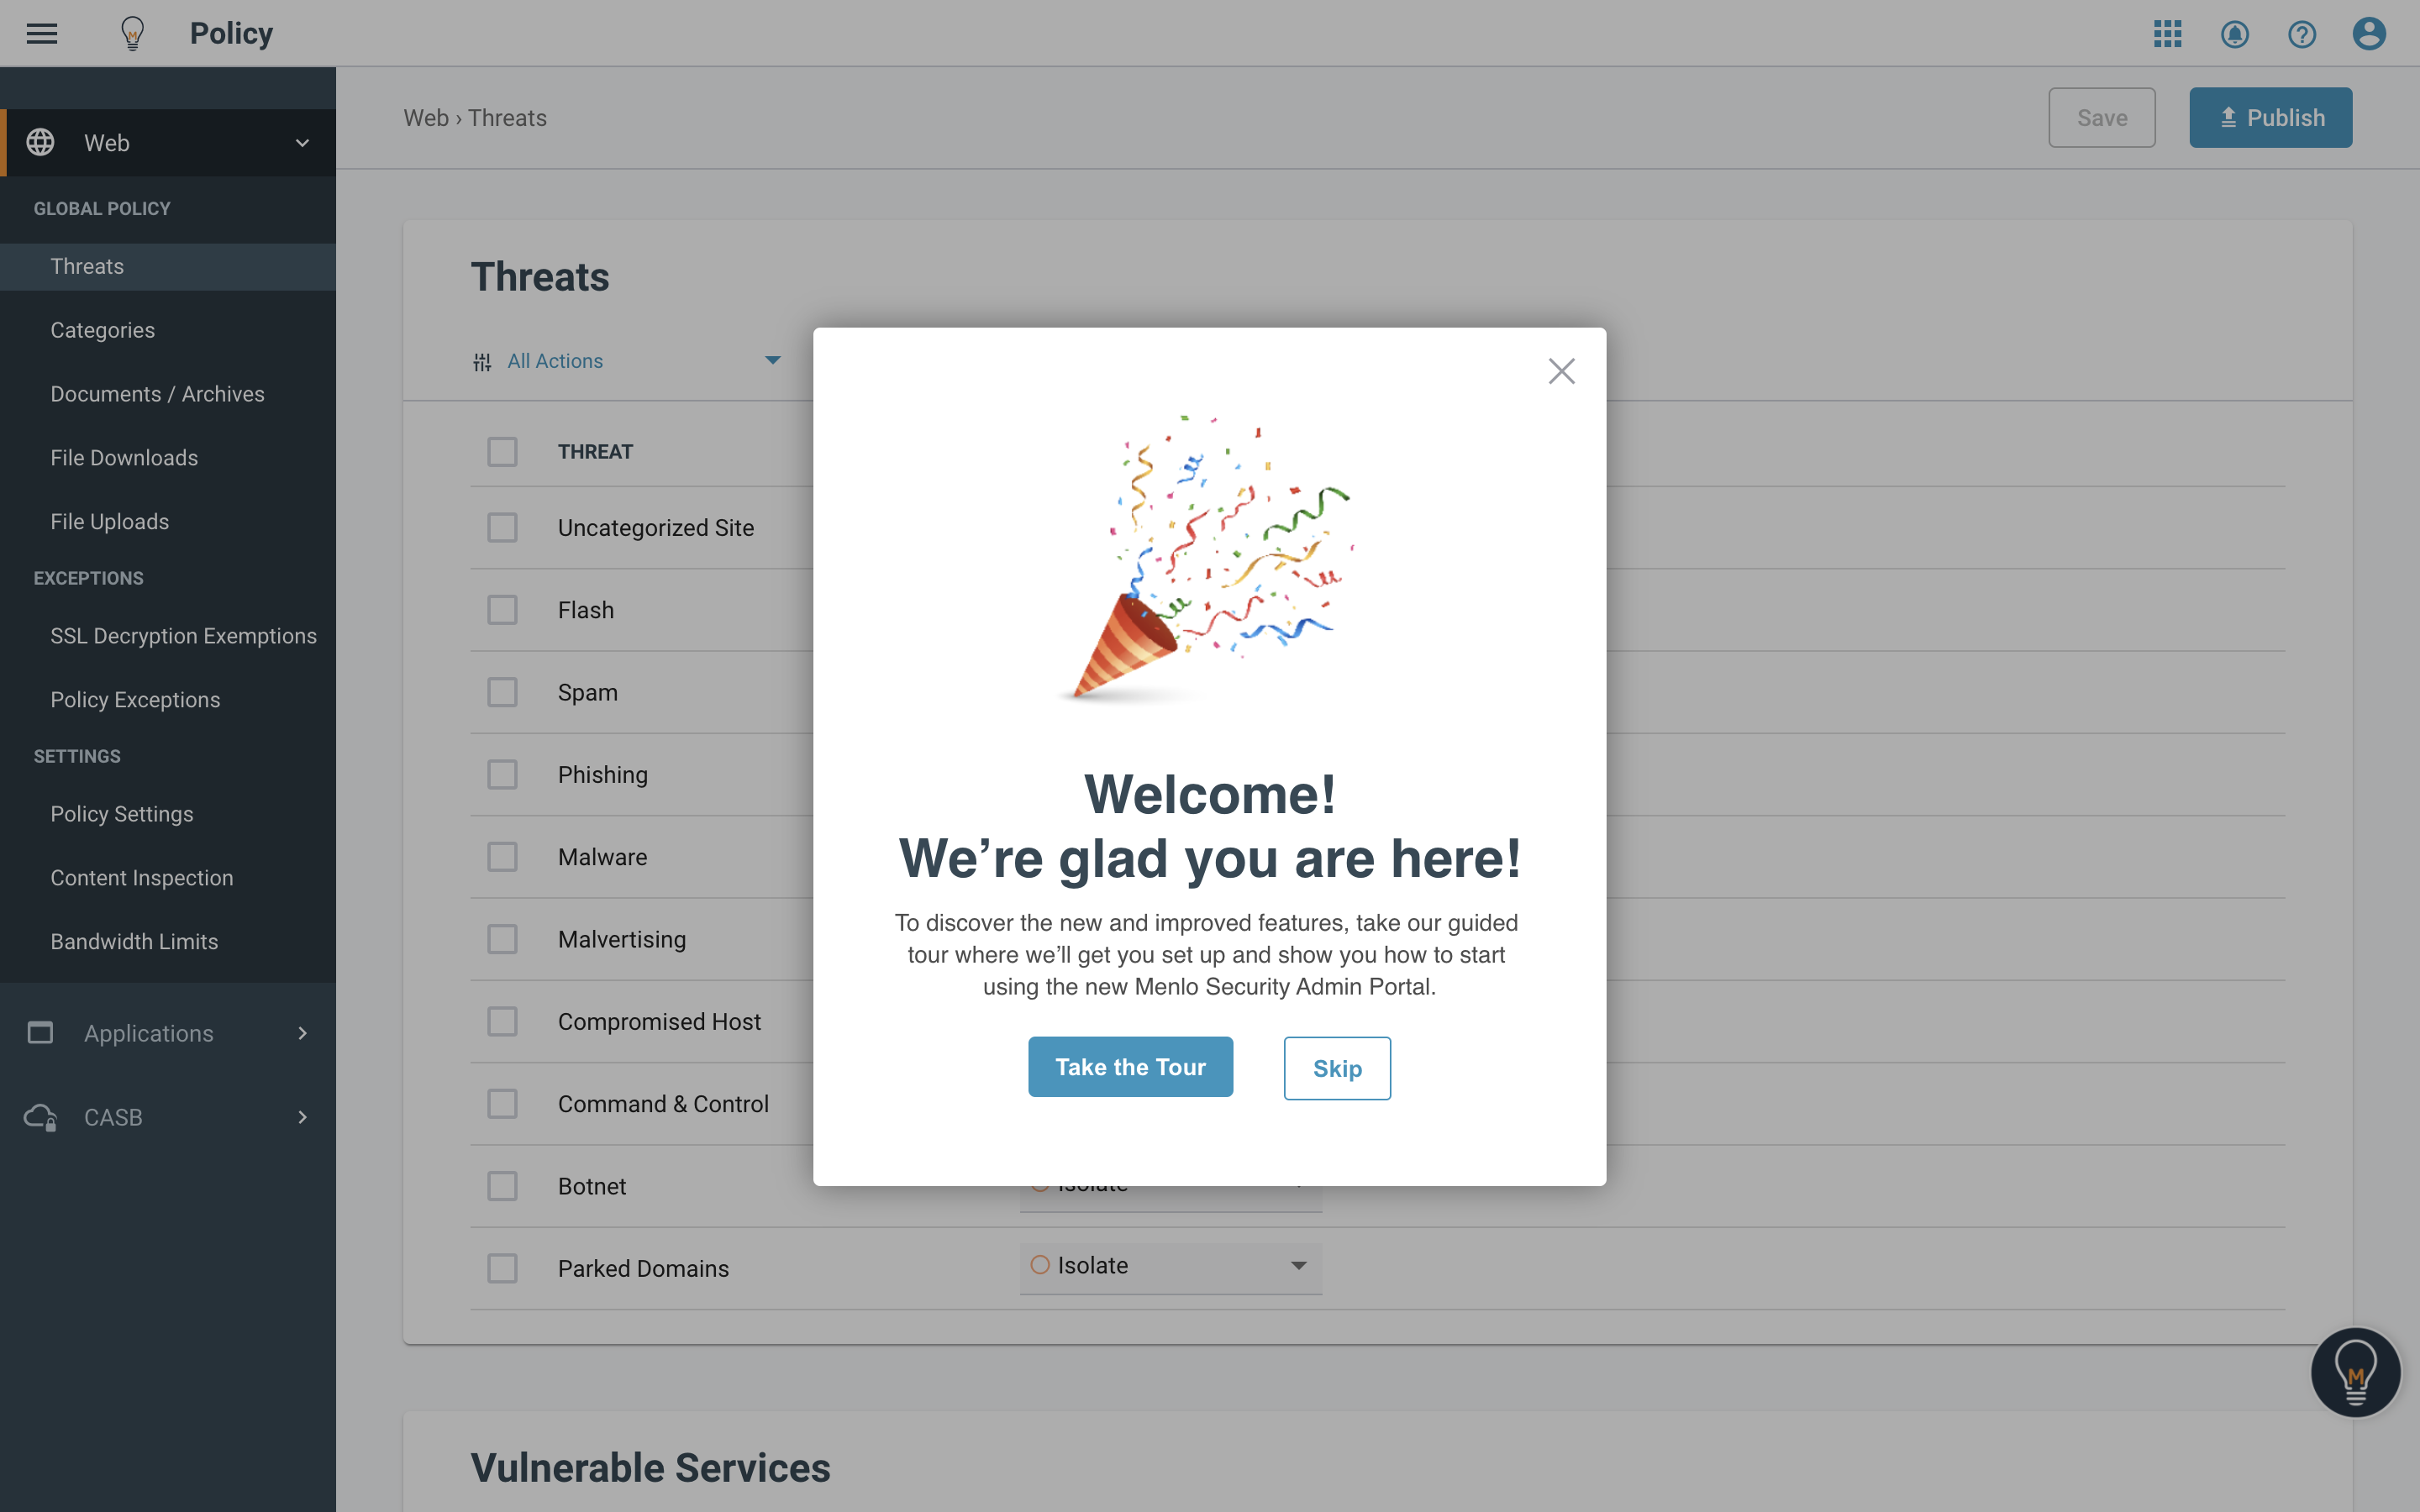 Policy
Web
GLOBAL POLICY
Threats
Categories
Documents / Archives
File Downloads
File Uploads
EXCEPTIONS
SSL Decryption Exemptions
Policy Exceptions
SETTINGS
Policy Settings
Content Inspection
Bandwidth Limits
Applications
CASB
Web › Threats
Save
Publish
Threats
All Actions
THREAT
Uncategorized Site
Flash
Spam
Phishing
Malware
Malvertising
Compromised Host
Command & Control
Botnet
Isolate
Parked Domains
Isolate
Vulnerable Services
Welcome!
We’re glad you are here!
To discover the new and improved features, take our guided
tour where we’ll get you set up and show you how to start
using the new Menlo Security Admin Portal.
Take the Tour
Skip
M
M